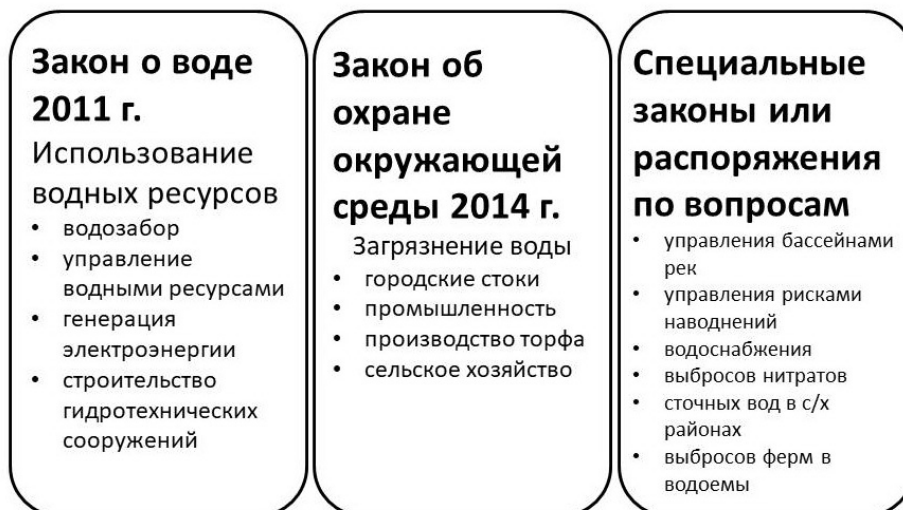 Закон о воде
2011 г.
Использование
водных ресурсов
• водозабор
• управление
водными ресурсами
• генерация
электроэнергии
• строительство
гидротехнических
сооружений
Закон об
охране
окружающей
среды 2014 г.
Загрязнение воды
• городские стоки
• промышленность
• производство торфа
• сельское хозяйство
Специальные
законы или
распоряжения
по вопросам
• управления бассейнами
рек
• управления рисками
наводнений
• водоснабжения
• выбросов нитратов
• сточных вод в с/х
районах
• выбросов ферм в
водоемы